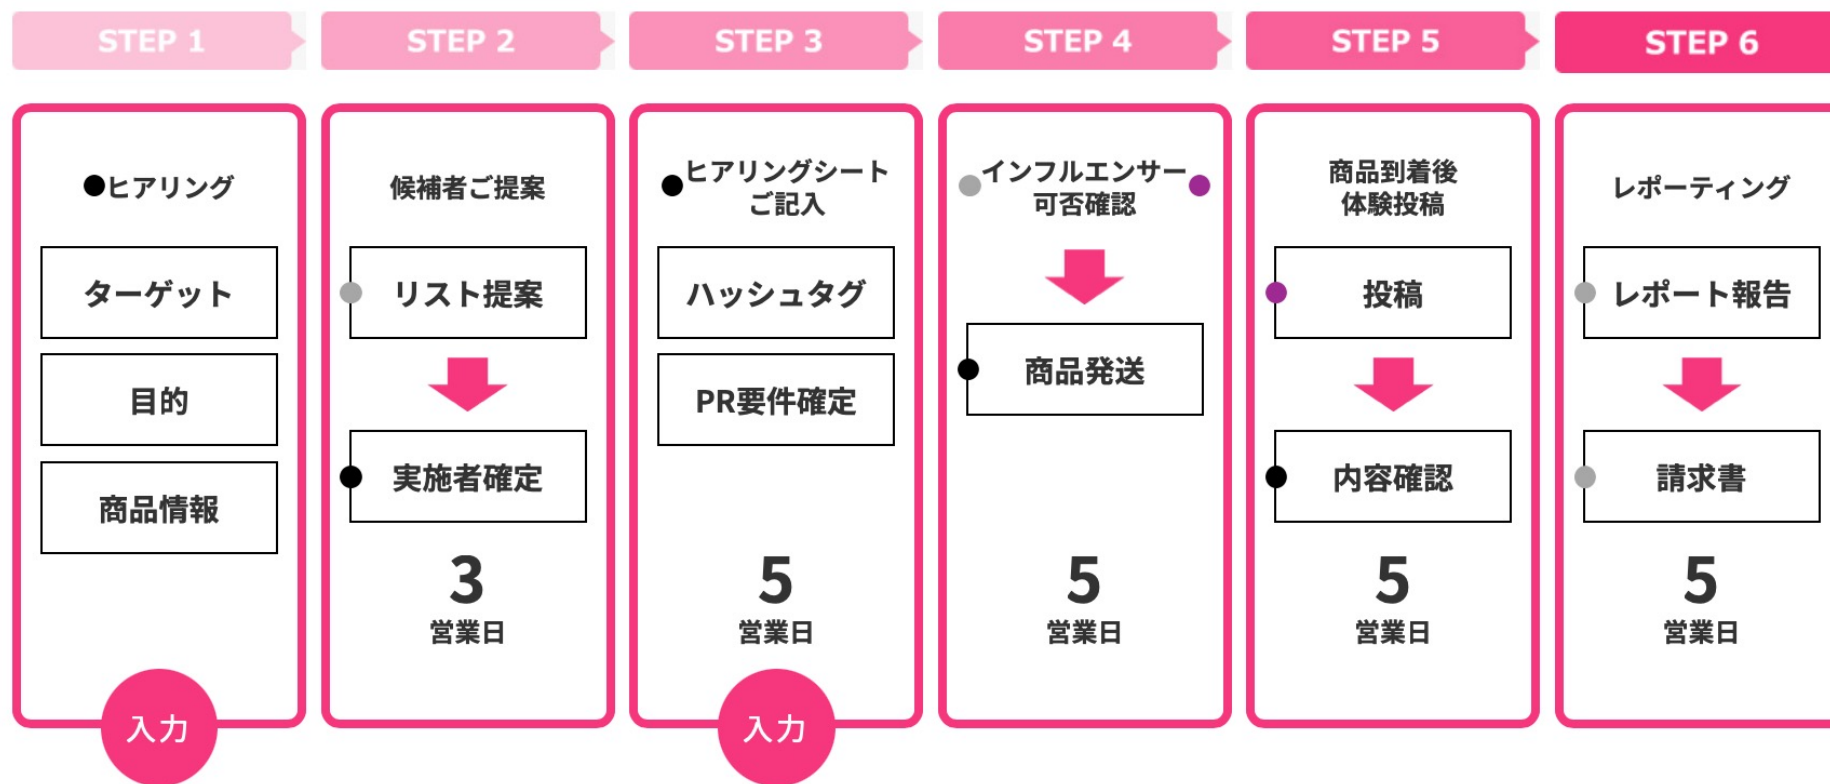 STEP 1
STEP 2
STEP 3
STEP 4
STEP 5
STEP 6
ヒアリング
ターゲット
目的
商品情報
入力
候補者ご提案
リスト提案
実施者確定
3
営業日
ヒアリングシート
ご記入
ハッシュタグ
PR要件確定
5
営業日
入力
インフルエンサー
可否確認
商品発送
5
営業日
商品到着後
体験投稿
投稿
内容確認
5
営業日
レポーティング
レポート報告
請求書
5
営業日